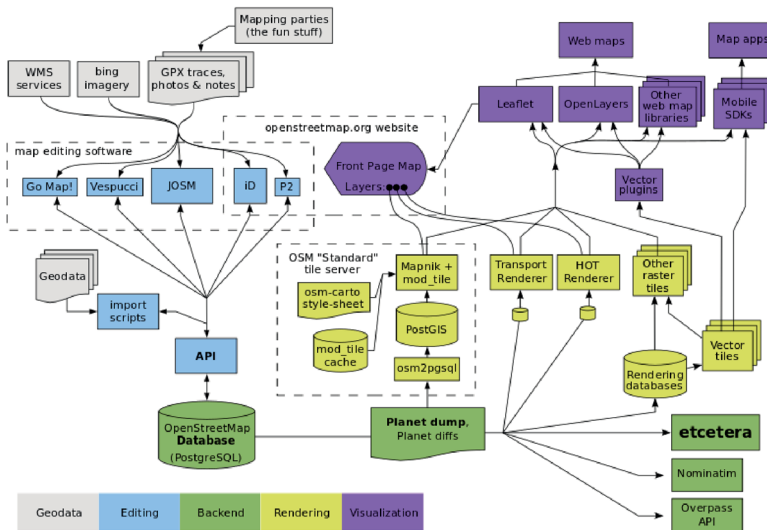 Mapping parties
(the fun stuff)
WMS
services
bing
imagery
GPX traces,
photos & notes
Web maps
Map apps
Leaflet
OpenLayers
Other
web map
libraries
Mobile
SDKs
openstreetmap.org website
map editing software
Front Page Map
Layers:
Go Map!
Vespucci
JOSM
iD
P2
Vector
plugins
OSM "Standard"
tile server
Mapnik +
mod_tile
Transport
Renderer
HOT
Renderer
Other
raster
tiles
Geodata
osm-carto
style-sheet
import
scripts
PostGIS
mod_tile
cache
API
osm2pgsql
Vector
tiles
Rendering
databases
OpenStreetMap
Database
(PostgreSQL)
Planet dump,
Planet diffs
etcetera
Nominatim
Overpass
API
Geodata
Editing
Backend
Rendering
Visualization